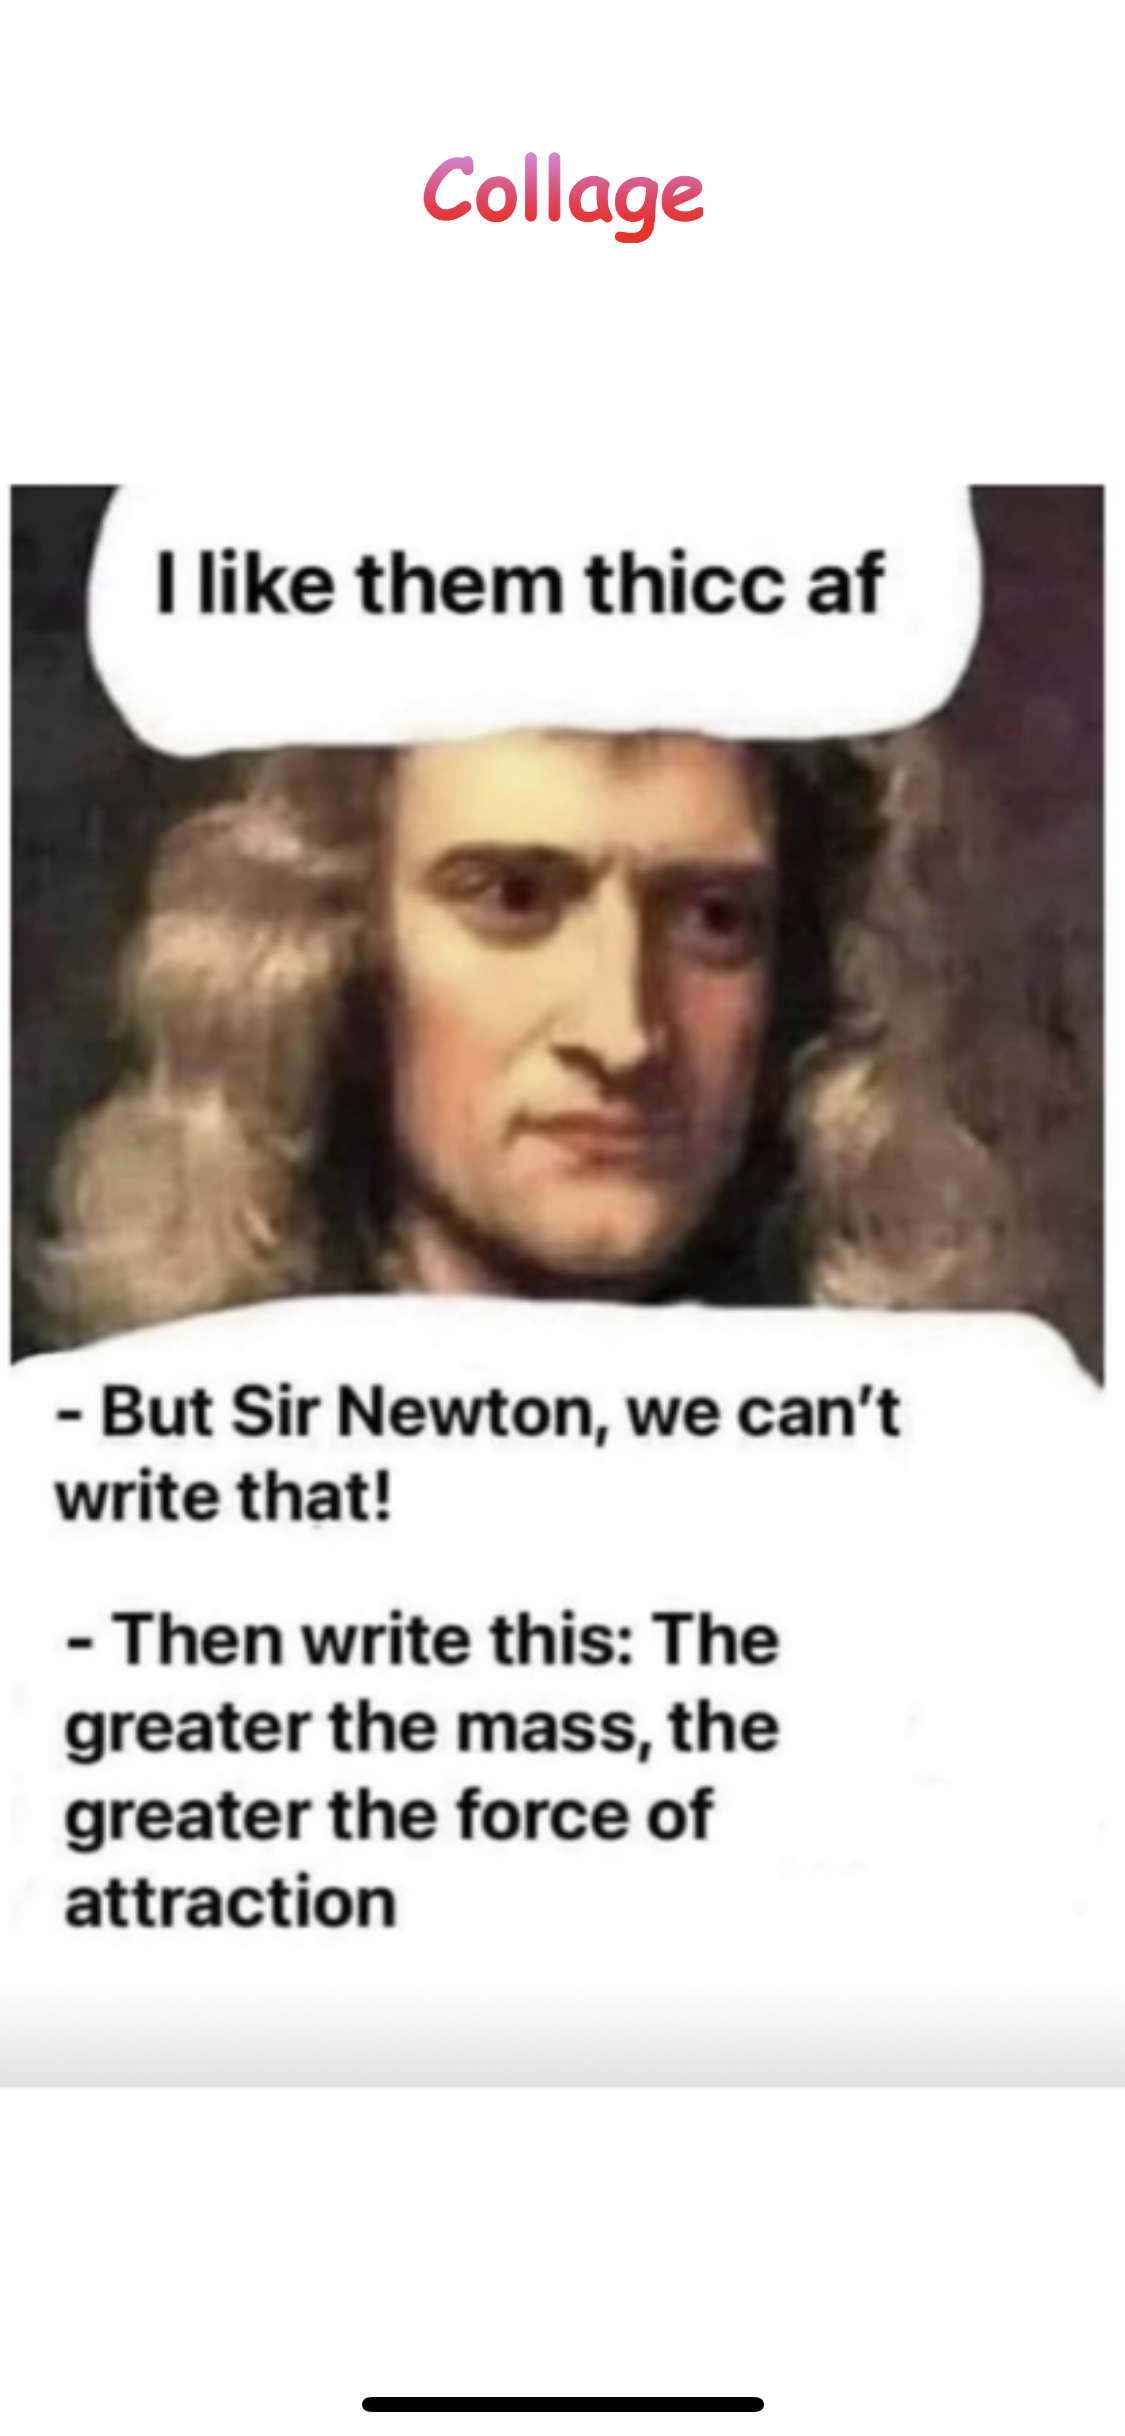 Collage
I like them thicc af
- But Sir Newton, we can’t
write that!
- Then write this: The
greater the mass, the
greater the force of
attraction